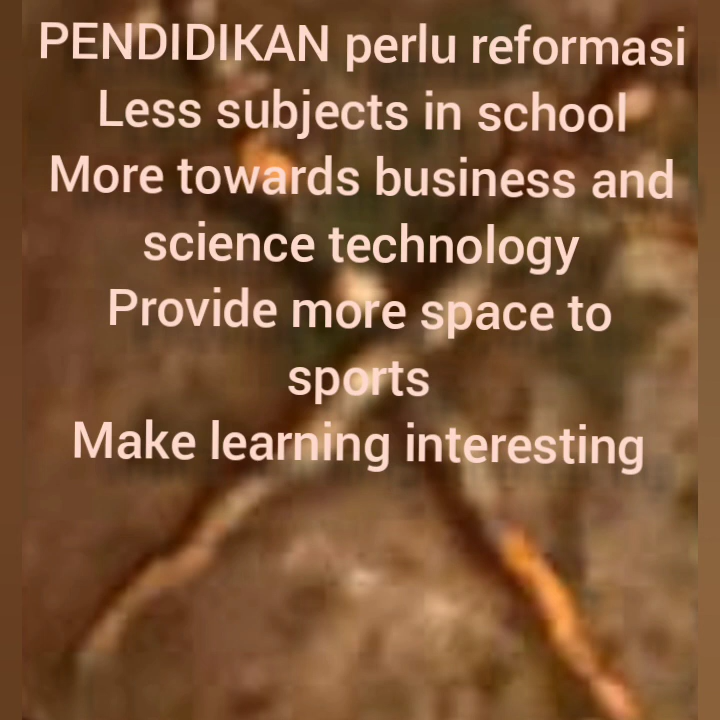 PENDIDIKAN perlu reformasi
Less subjects in school
More towards business and
science technology
Provide more space to
sports
Make learning interesting